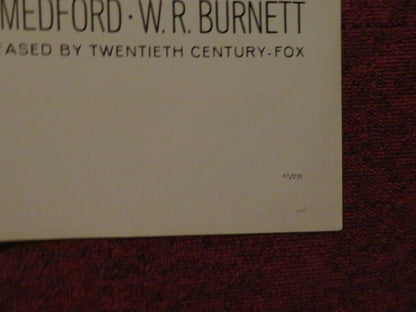 MEDFORD · W. R. BURNETT
EASED BY TWENTIETH CENTURY-FOX